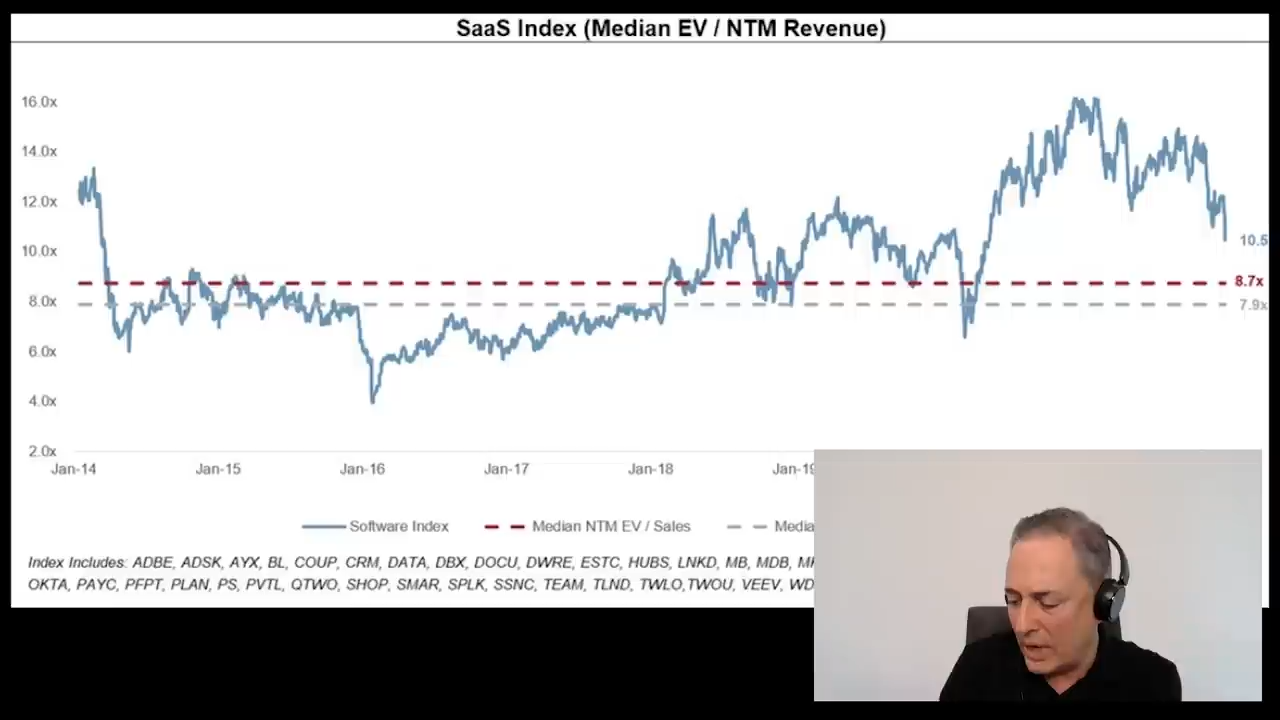 SaaS Index (Median EV / NTM Revenue)
16.0x
14.0x
12.0x
10.0x
10.5
8.7x
8.0x
7.9x
6.0x
4.0x
2.0x
Jan-14 Jan-15 Jan-16 Jan-17 Jan-18 Jan-19
Software Index Median NTM EV / Sales Media
Index Includes: ADBE, ADSK, AYX, BL, COUP, CRM, DATA, DBX, DOCU, DWRE, ESTC, HUBS, LNKD, MB, MDB,
OKTA, PAYC, PFPT, PLAN, PS, PVTL, QTWO, SHOP, SMAR, SPLK, SSNC, TEAM, TLND, TWLO,TWOU, VEEV, WD